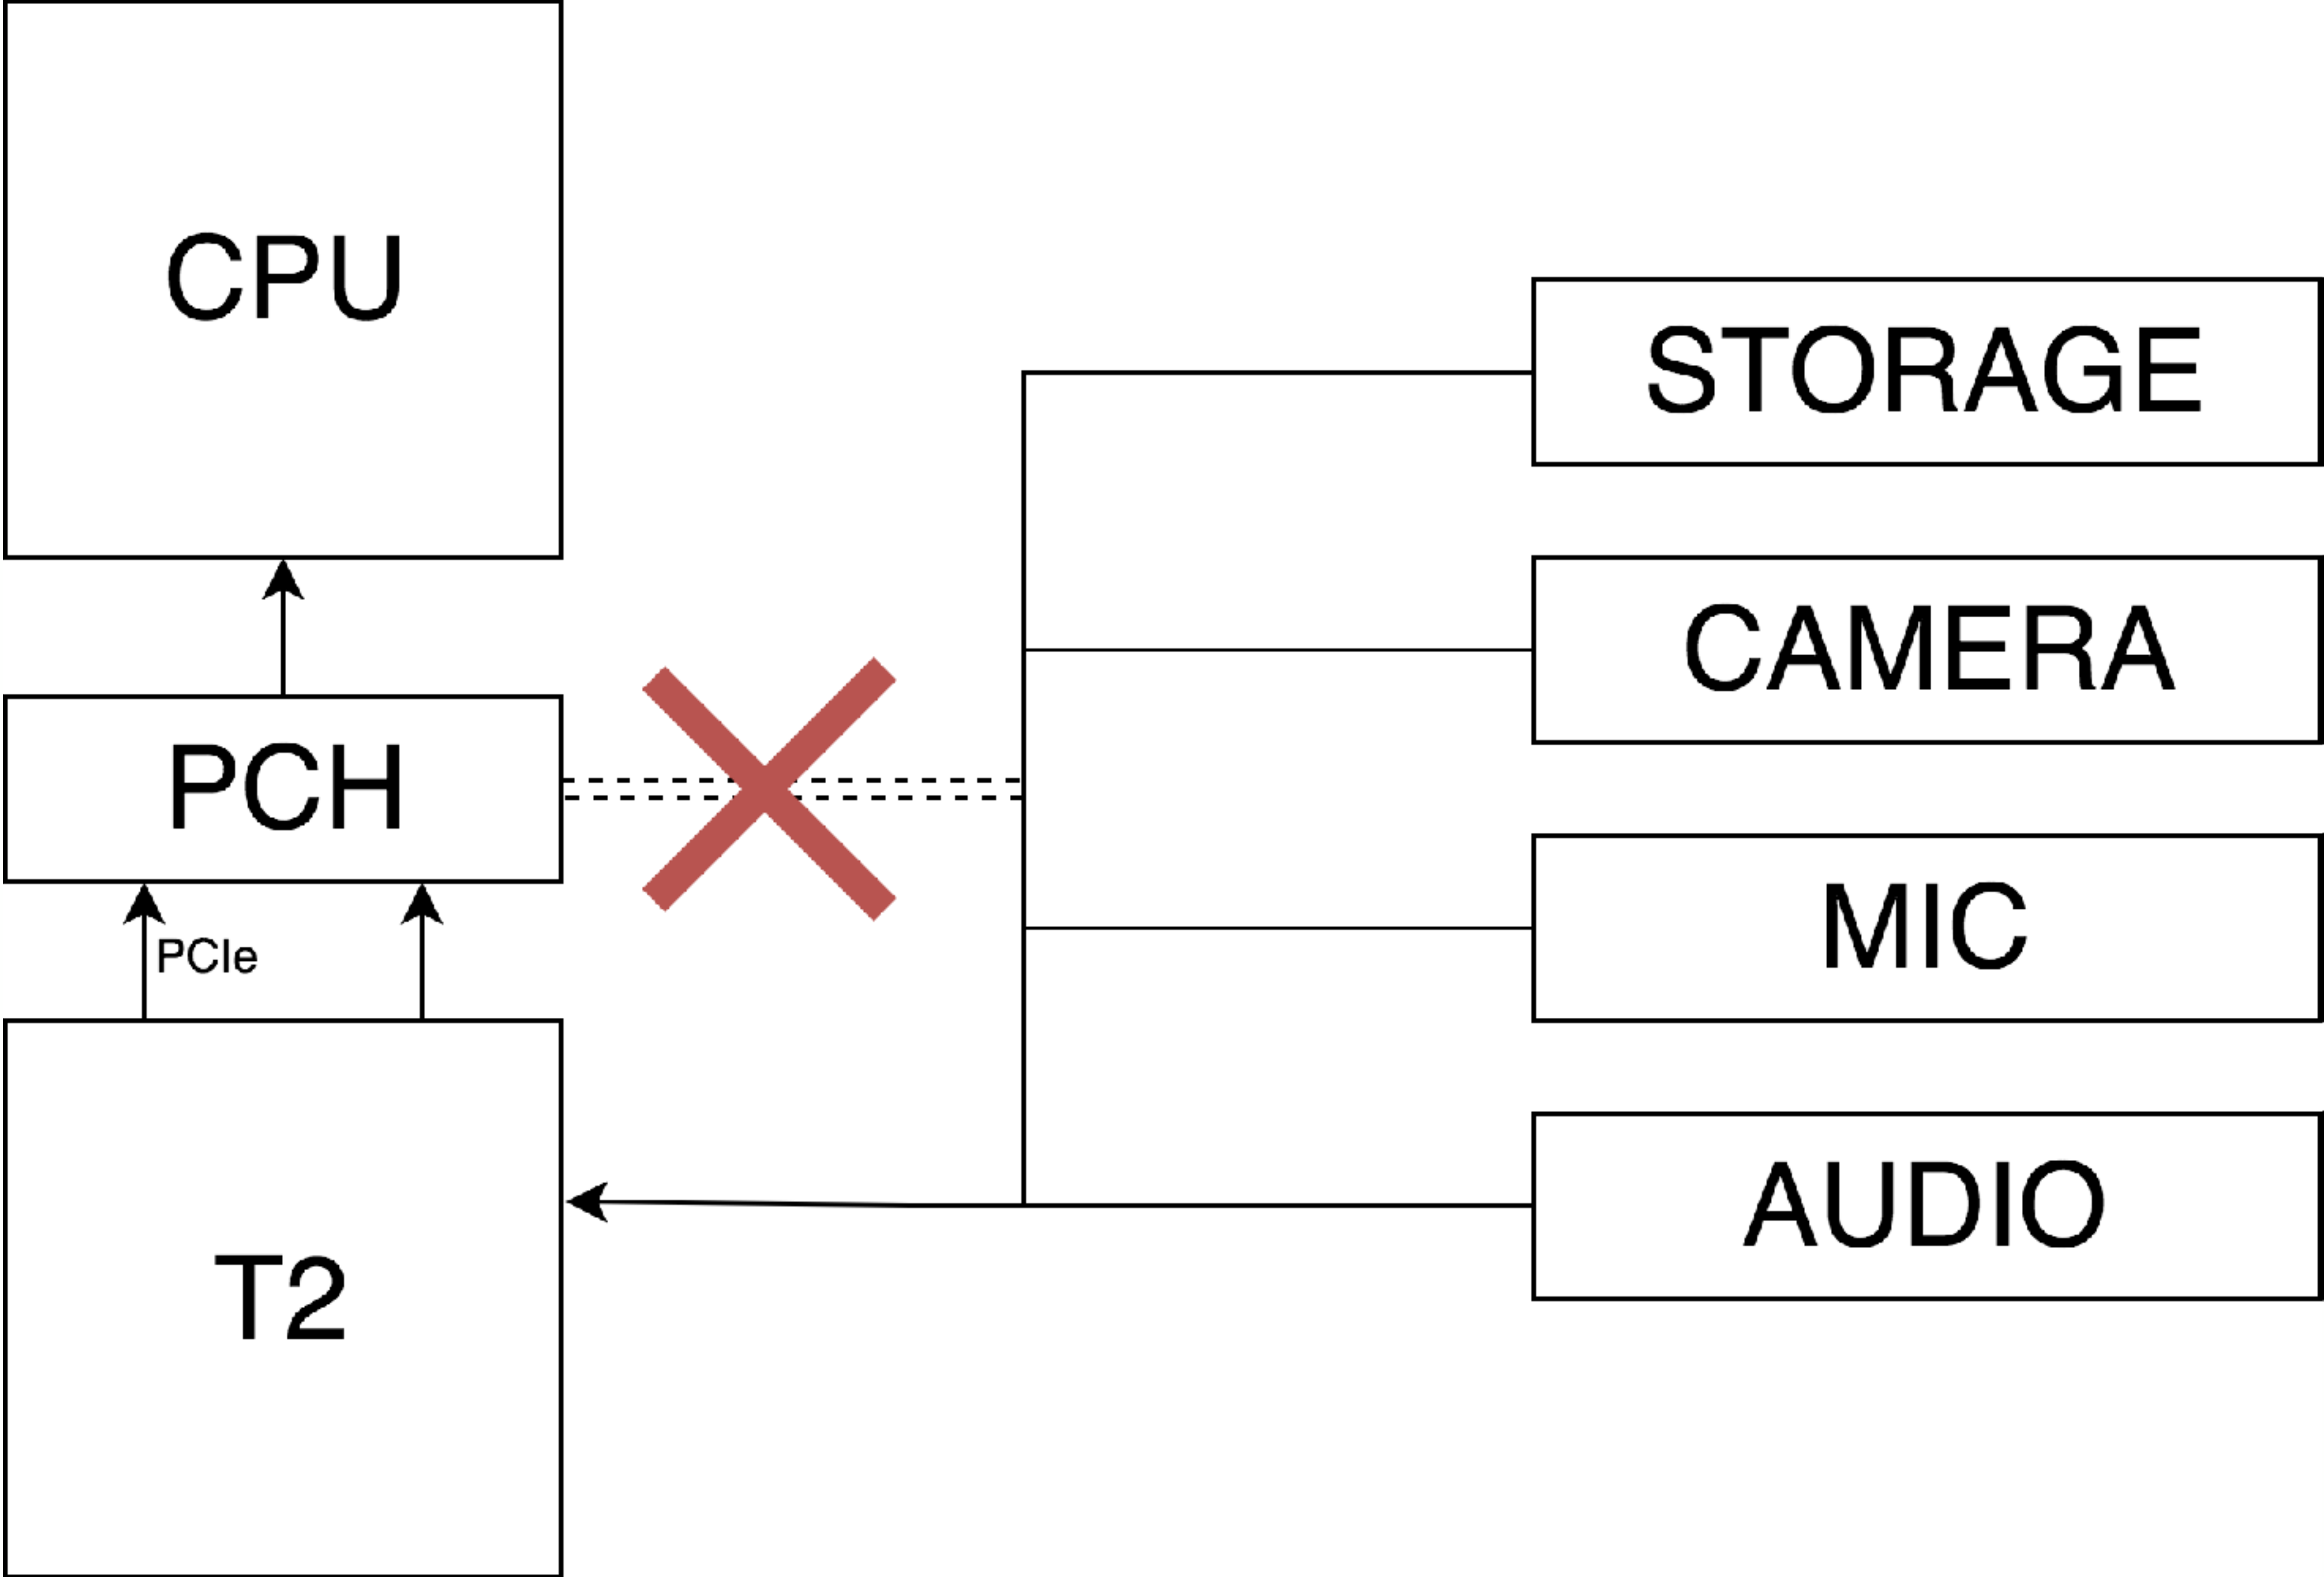 CPU
STORAGE
CAMERA
PCH
MIC
PCIe
AUDIO
T2